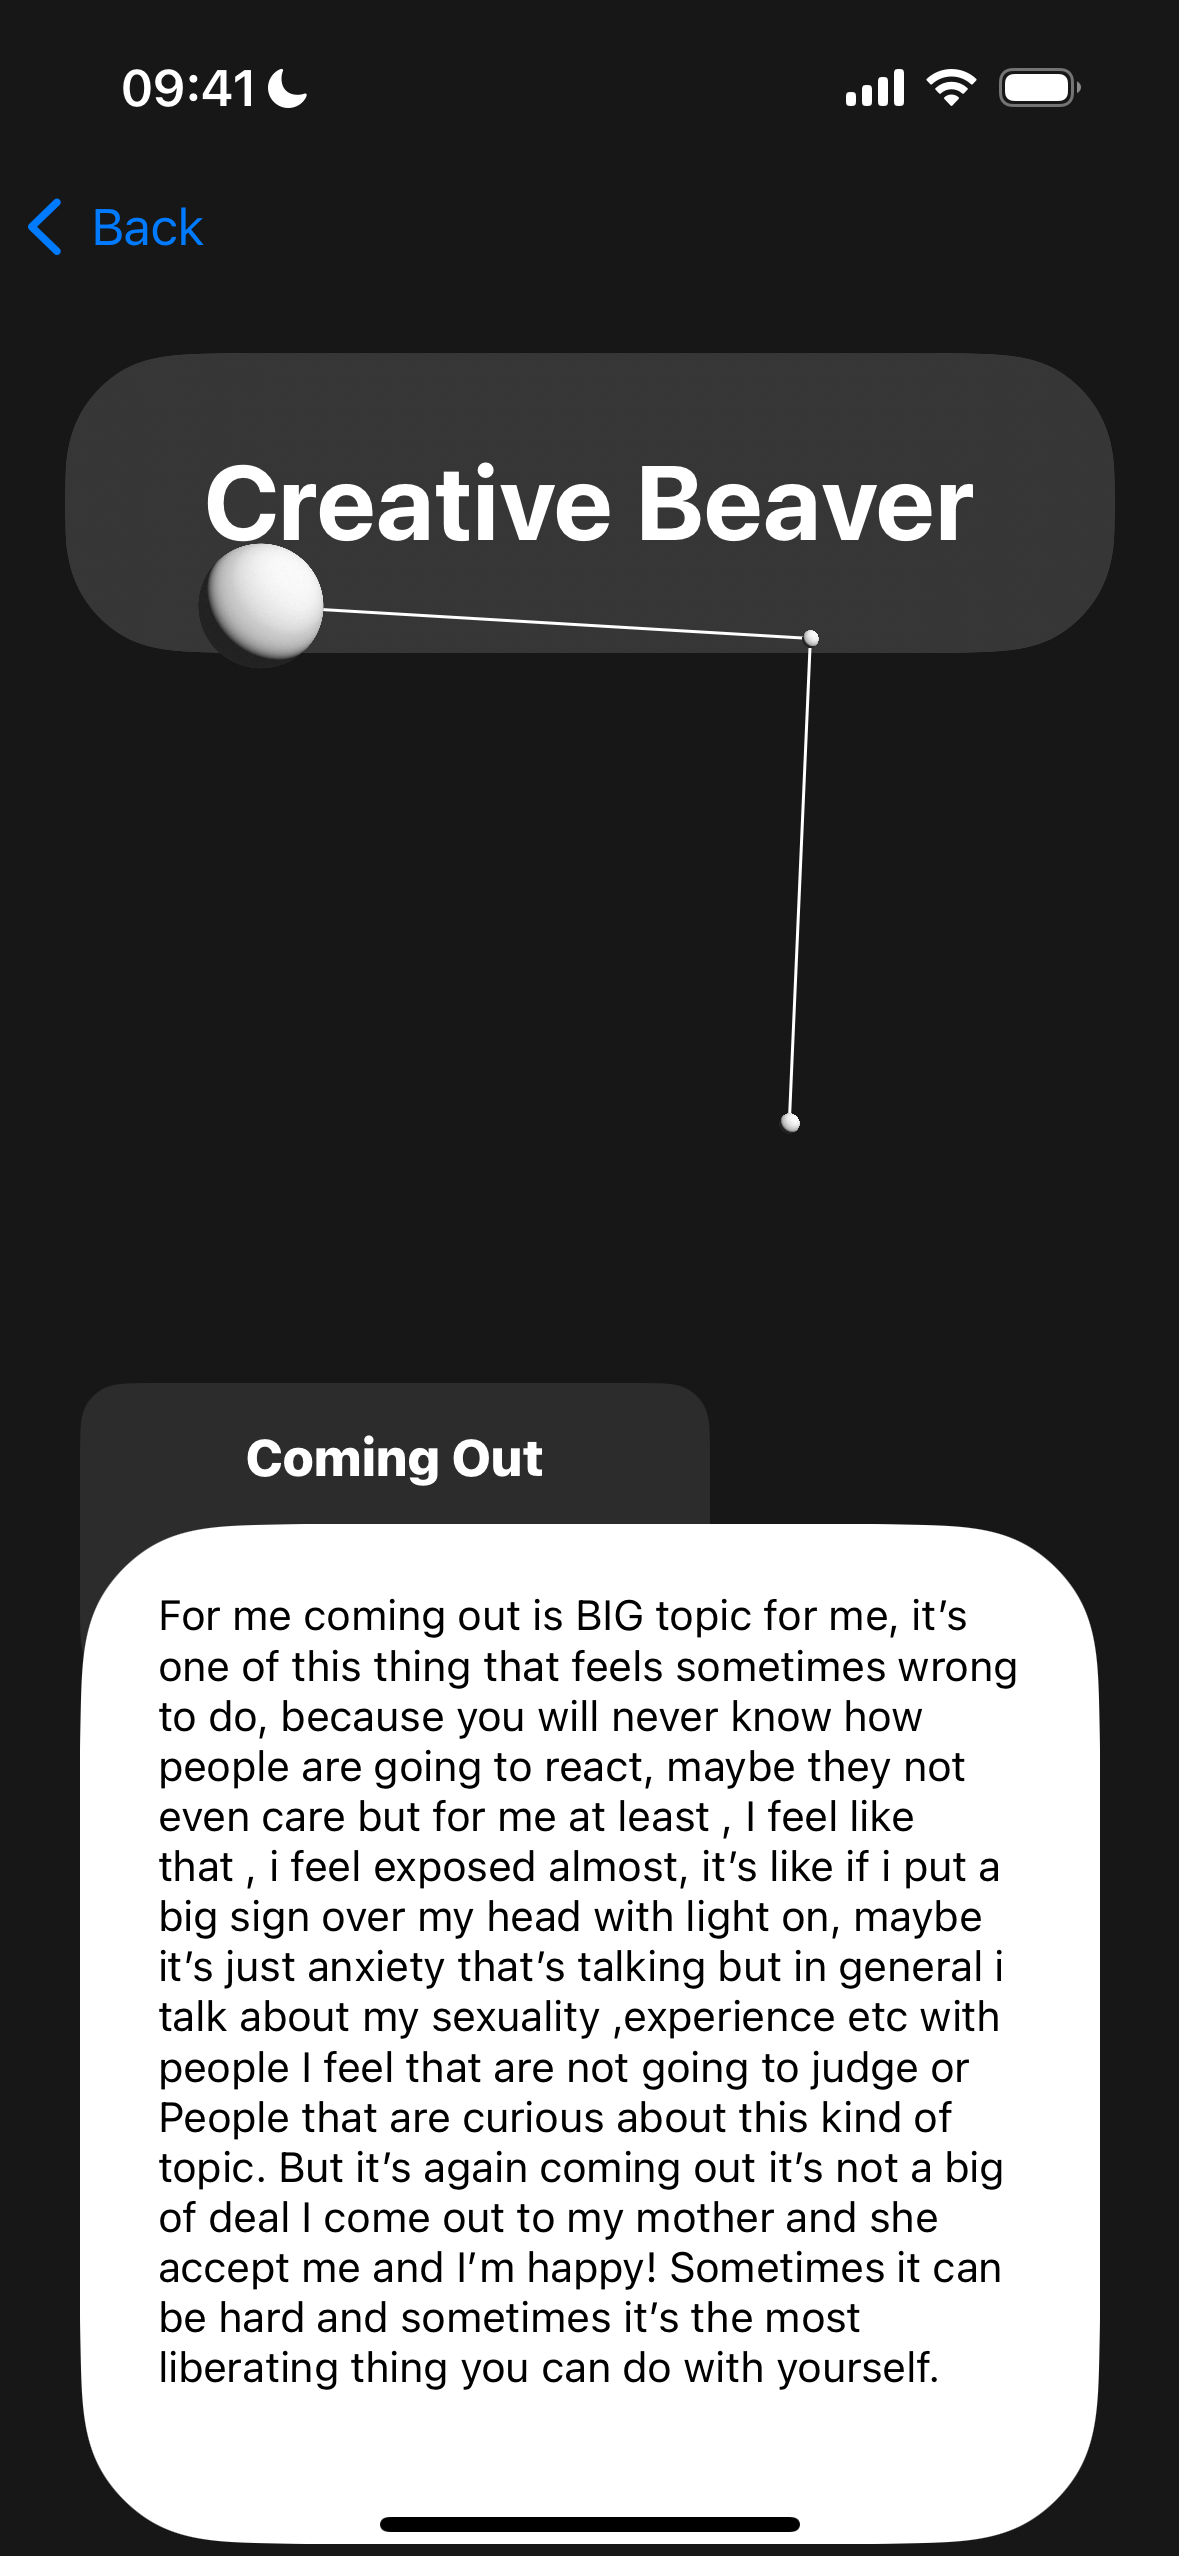 09:41
Back
Creative Beaver
Coming Out
For me coming out is BIG topic for me, it’s
one of this thing that feels sometimes wrong
to do, because you will never know how
people are going to react, maybe they not
even care but for me at least , I feel like
that , i feel exposed almost, it’s like if i put a
big sign over my head with light on, maybe
it’s just anxiety that’s talking but in general i
talk about my sexuality ,experience etc with
people I feel that are not going to judge or
People that are curious about this kind of
topic. But it’s again coming out it’s not a big
of deal I come out to my mother and she
accept me and I’m happy! Sometimes it can
be hard and sometimes it’s the most
liberating thing you can do with yourself.